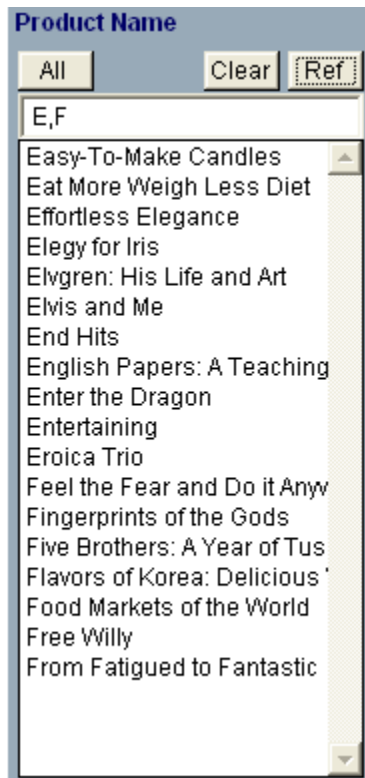 Product Name
All Clear Ref
E,F
Easy-To-Make Candles
Eat More Weigh Less Diet
Effortless Elegance
Elegy for Iris
Elvgren: His Life and Art
Elvis and Me
End Hits
English Papers: A Teaching
Enter the Dragon
Entertaining
Eroica Trio
Feel the Fear and Do it Anyw
Fingerprints of the Gods
Five Brothers: A Year of Tus
Flavors of Korea: Delicious
Food Markets of the World
Free Willy
From Fatigued to Fantastic